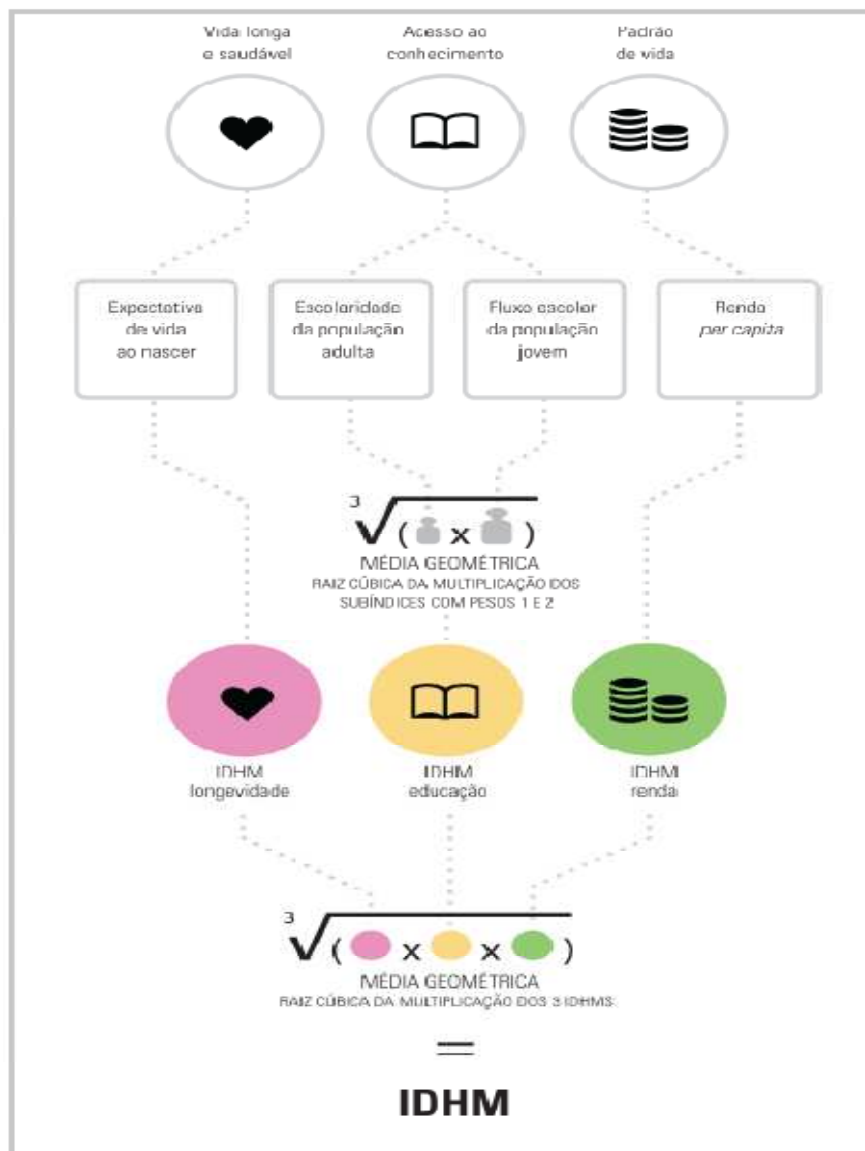 Vida longa
e saudável
Acesso ao
conhecimento
Padrão
de vida
Expectativa
de vida
ao nascer
Escolaridade
da população
adulta
Fluxo escolar
da população
jovem
Renda
per capita
3√( x )
MÉDIA GEOMÉTRICA
RAIZ CÚBICA DA MULTIPLICAÇÃO DOS
SUBÍNDICES COM PESOS 1 E 2
IDHM
longevidade
IDHM
educação
IDHM
renda
3√( x x )
MÉDIA GEOMÉTRICA
RAIZ CÚBICA DA MULTIPLICAÇÃO DOS 3 IDHMS
=
IDHM